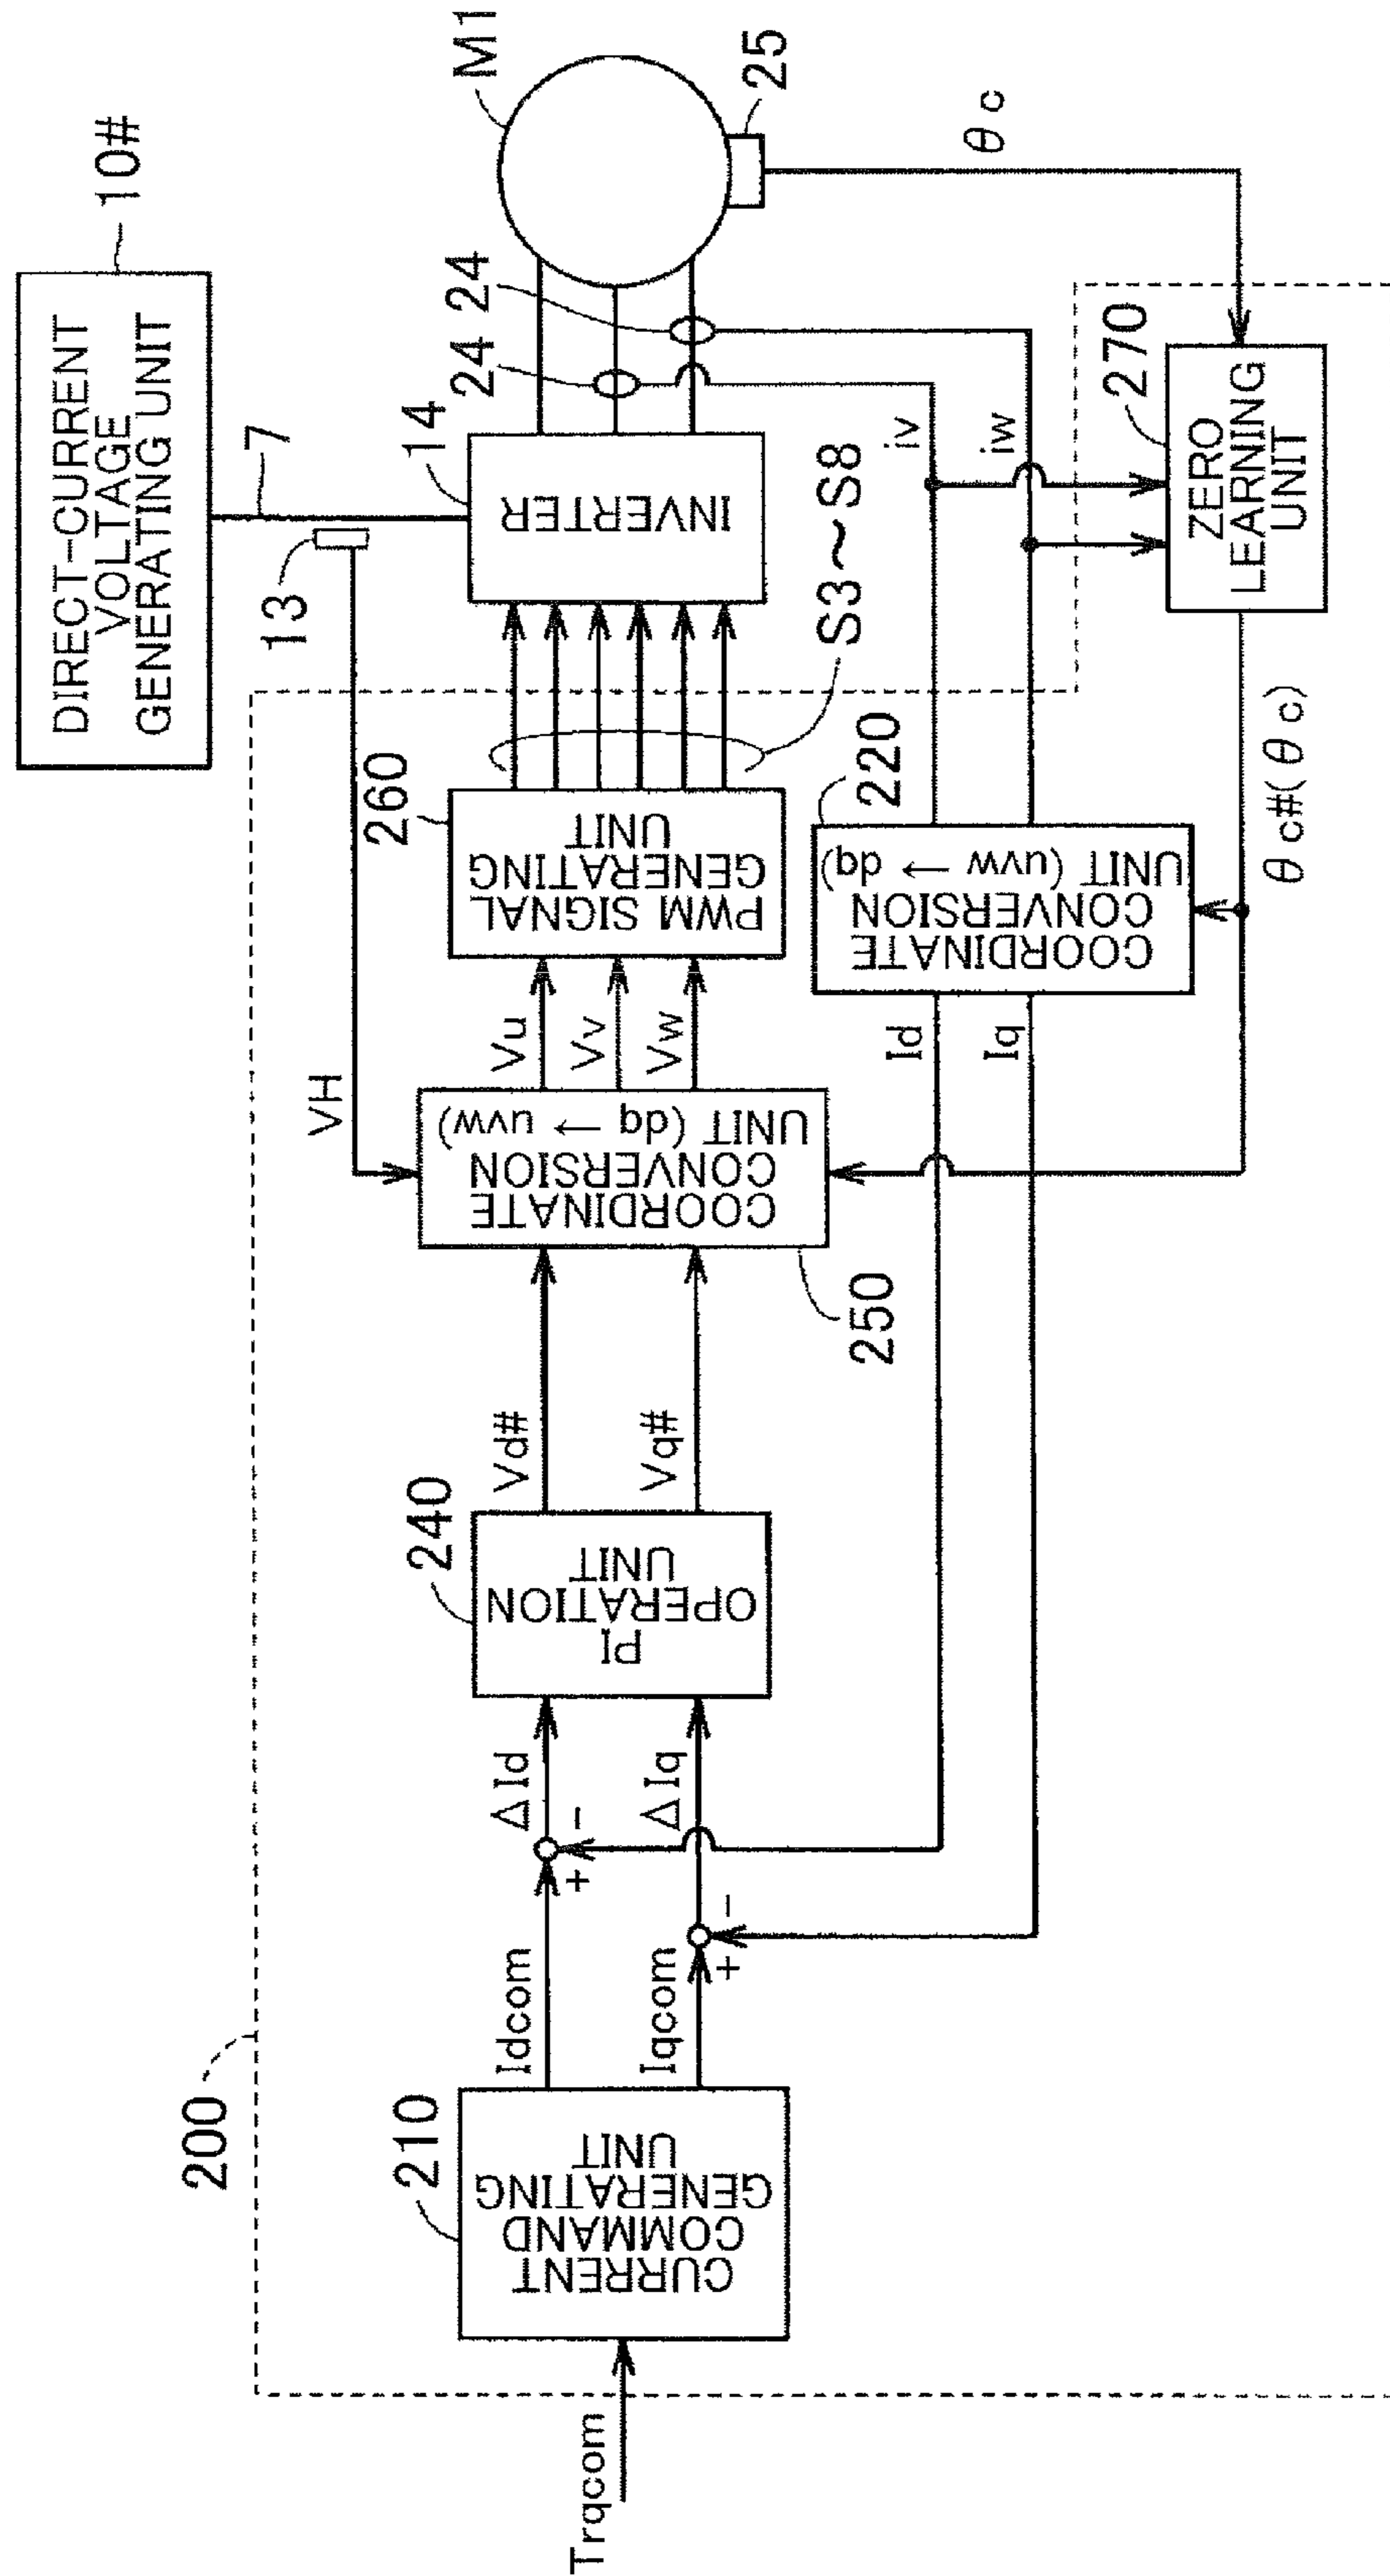 DIRECT-CURRENT
VOLTAGE
GENERATING UNIT
10#
7
13
VH
M1
25
θc
24
24
14
INVERTER
S3~S8
260
PWM SIGNAL
GENERATING
UNIT
Vu
Vv
Vw
COORDINATE
CONVERSION
UNIT (dq → uvw)
250
Vd#
Vq#
240
PI
OPERATION
UNIT
ΔId
ΔIq
+
-
+
-
Idcom
Iqcom
200
210
CURRENT
COMMAND
GENERATING
UNIT
Trqcom
220
COORDINATE
CONVERSION
UNIT (uvw → dq)
Id
Iq
iv
iw
270
ZERO
LEARNING
UNIT
θc#(θc)